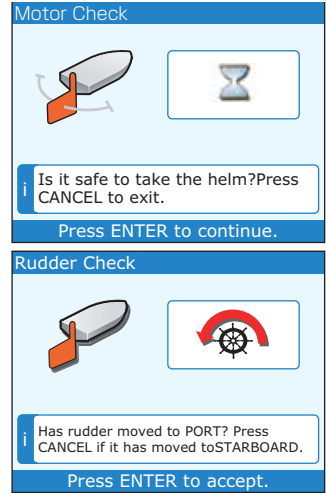 Motor Check
i
Is it safe to take the helm?Press
CANCEL to exit.
Press ENTER to continue.
Rudder Check
i
Has rudder moved to PORT? Press
CANCEL if it has moved toSTARBOARD.
Press ENTER to accept.